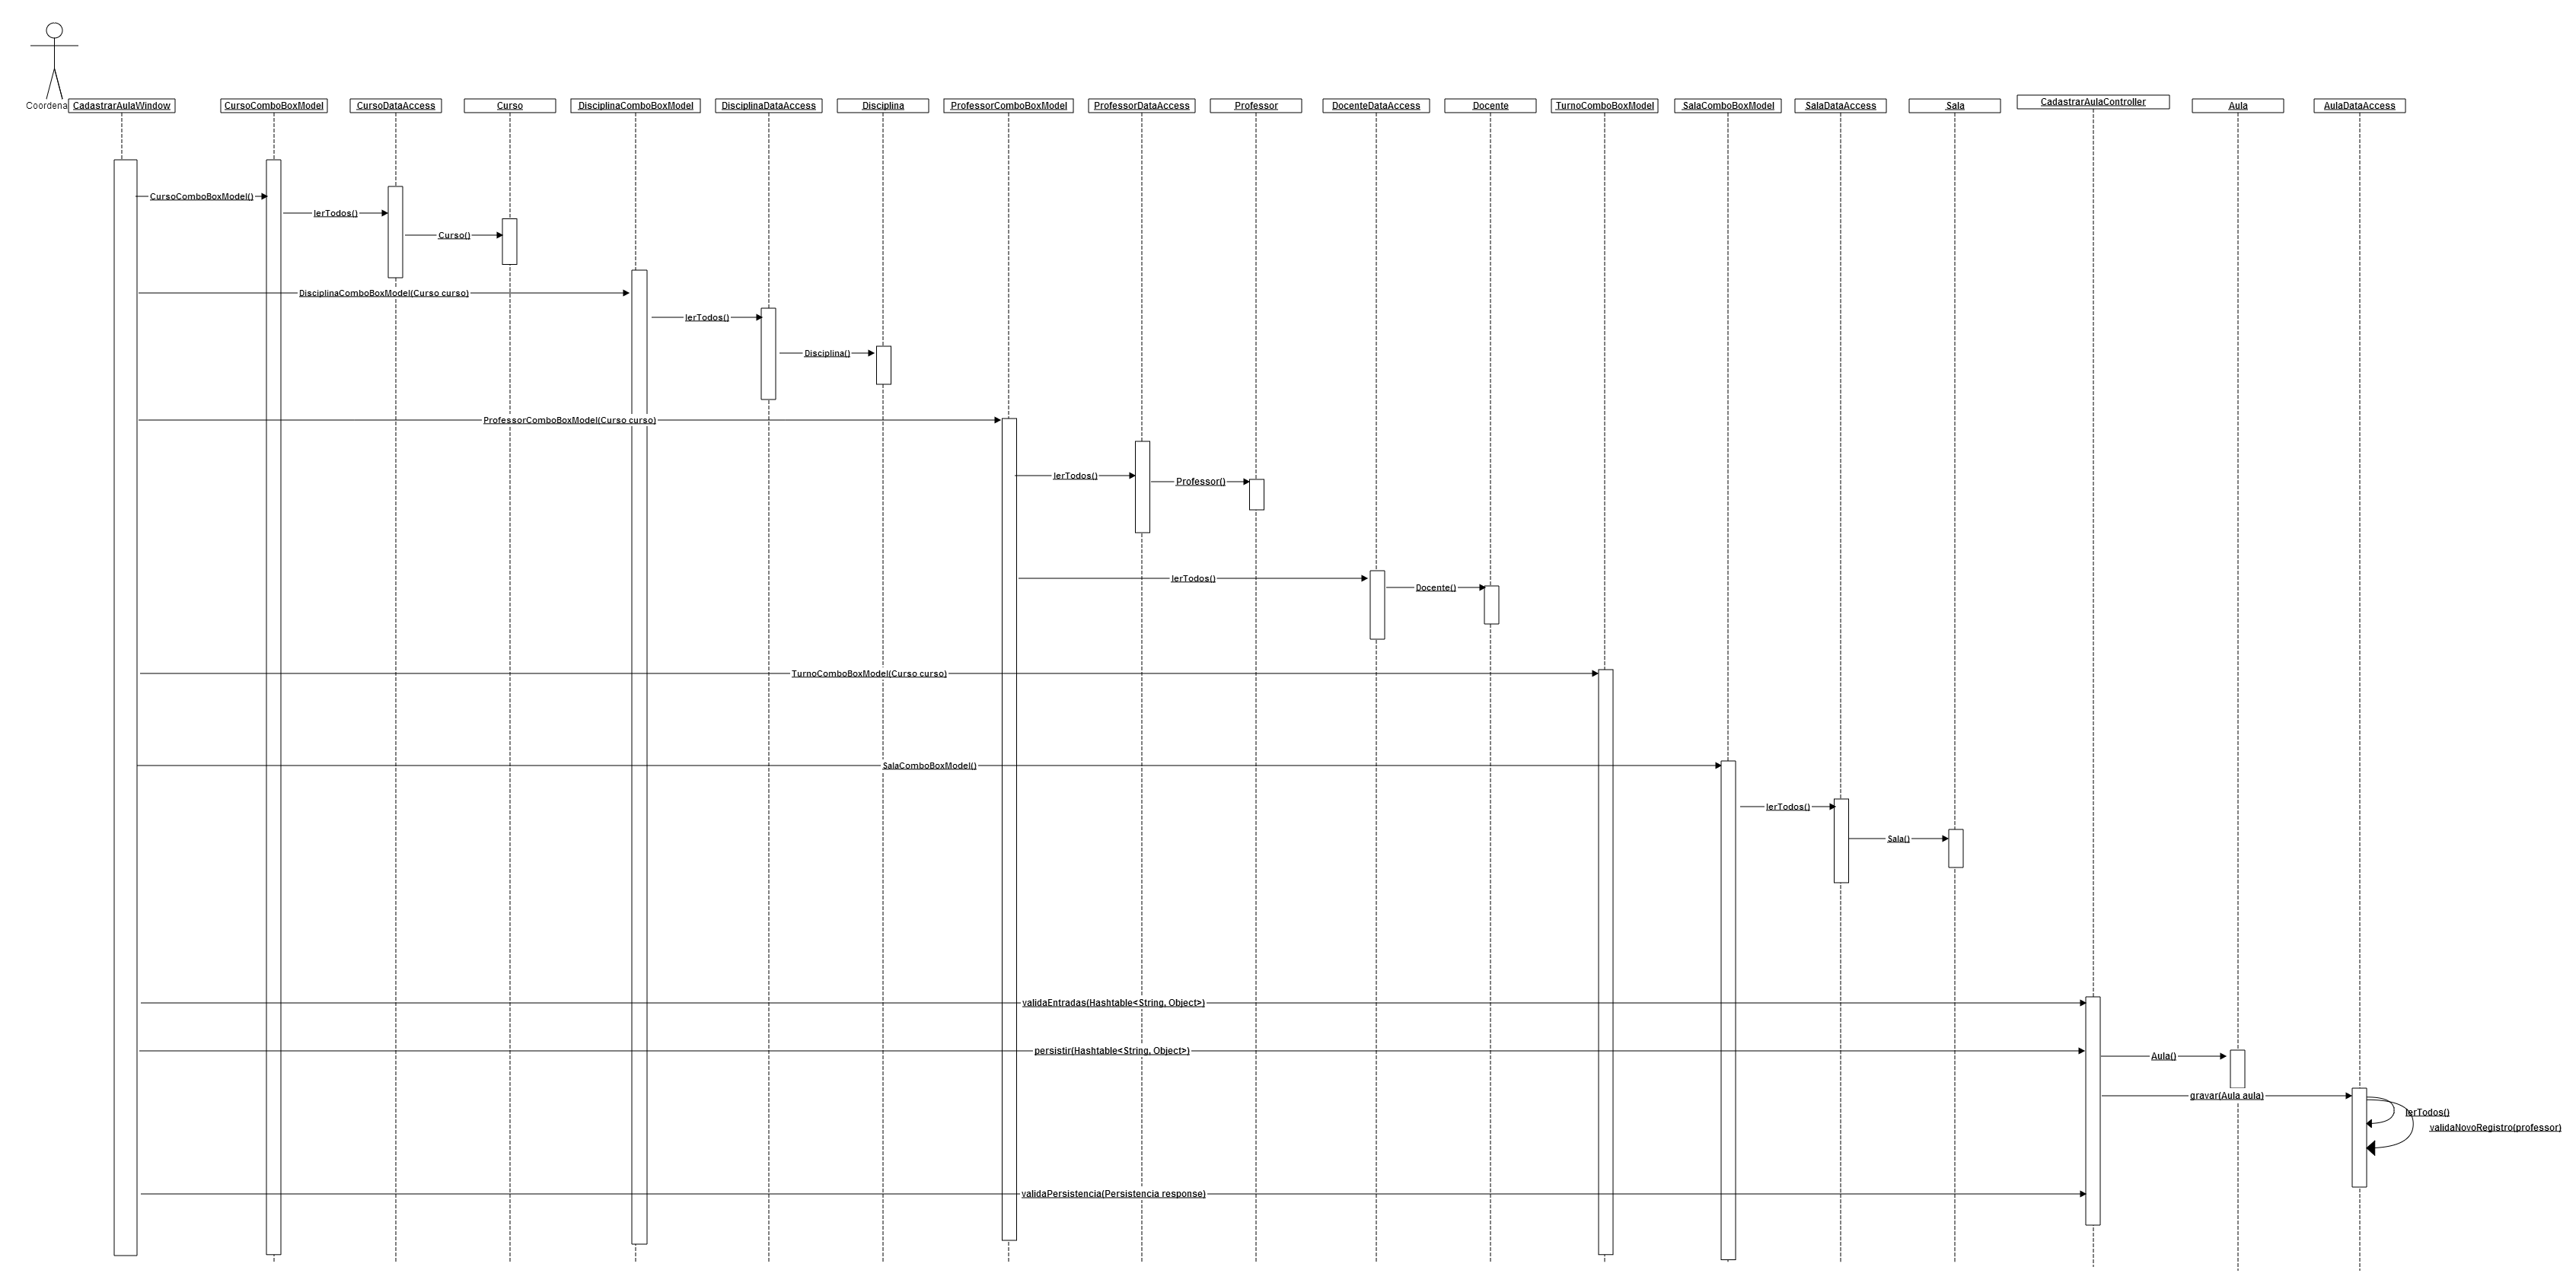 Coordena
CadastrarAulaWindow
CursoComboBoxModel
CursoDataAccess
Curso
DisciplinaComboBoxModel
DisciplinaDataAccess
Disciplina
ProfessorComboBoxModel
ProfessorDataAccess
Professor
DocenteDataAccess
Docente
TurnoComboBoxModel
SalaComboBoxModel
SalaDataAccess
Sala
CadastrarAulaController
Aula
AulaDataAccess
CursoComboBoxModel()
lerTodos()
Curso()
DisciplinaComboBoxModel(Curso curso)
lerTodos()
Disciplina()
ProfessorComboBoxModel(Curso curso)
lerTodos()
Professor()
lerTodos()
Docente()
TurnoComboBoxModel(Curso curso)
SalaComboBoxModel()
lerTodos()
Sala()
validaEntradas(Hashtable<String, Object>)
persistir(Hashtable<String, Object>)
Aula()
gravar(Aula aula)
lerTodos()
validaNovoRegistro(professor)
validaPersistencia(Persistencia response)